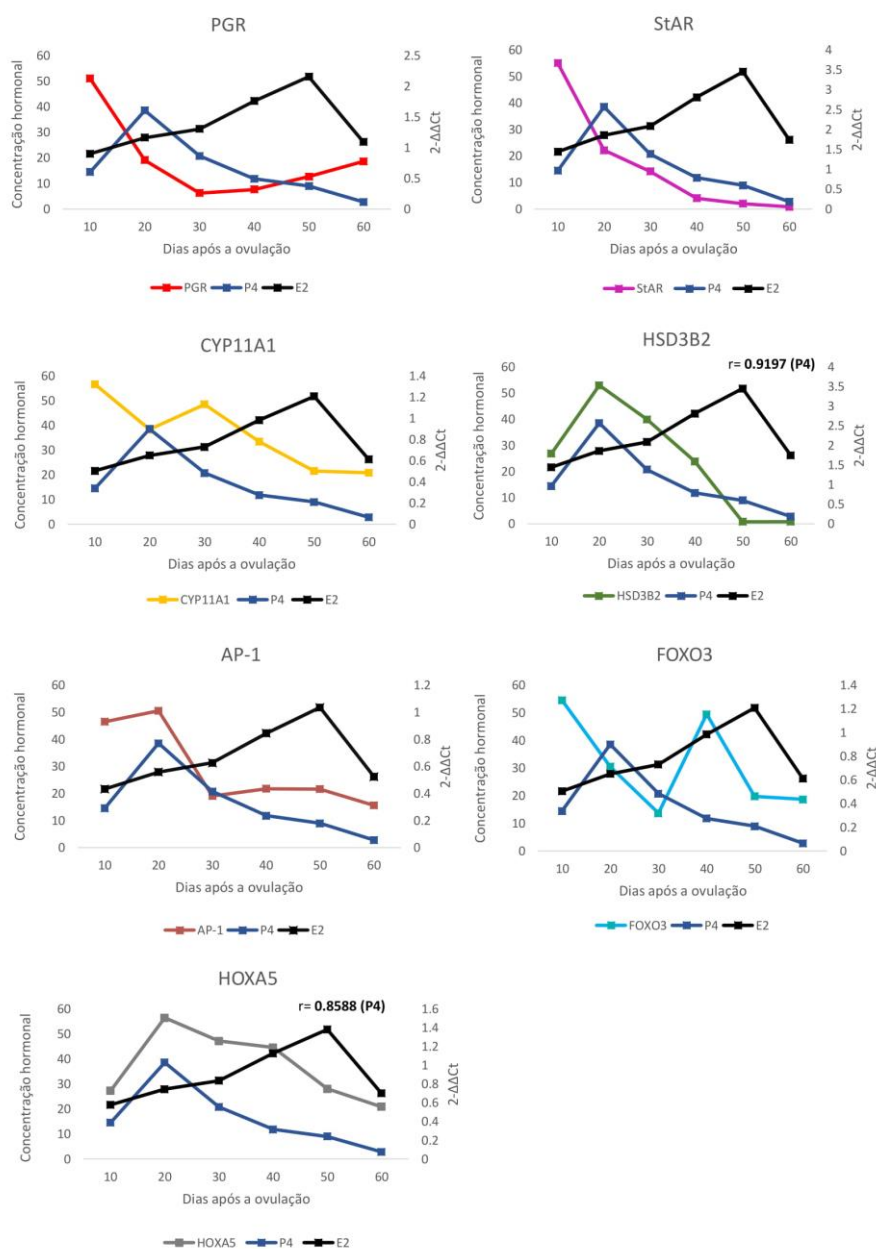 PGR
Concentração hormonal
60
50
40
30
20
10
0
2.5
2
1.5
1
0.5
0
2-ΔΔCt
10 20 30 40 50 60
Dias após a ovulação
PGR P4 E2
StAR
Concentração hormonal
60
50
40
30
20
10
0
4
3.5
3
2.5
2
1.5
1
0.5
0
2-ΔΔCt
10 20 30 40 50 60
Dias após a ovulação
StAR P4 E2
CYP11A1
Concentração hormonal
60
50
40
30
20
10
0
1.4
1.2
1
0.8
0.6
0.4
0.2
0
2-ΔΔCt
10 20 30 40 50 60
Dias após a ovulação
CYP11A1 P4 E2
HSD3B2
r= 0.9197 (P4)
Concentração hormonal
60
50
40
30
20
10
0
4
3.5
3
2.5
2
1.5
1
0.5
0
2-ΔΔCt
10 20 30 40 50 60
Dias após a ovulação
HSD3B2 P4 E2
AP-1
Concentração hormonal
60
50
40
30
20
10
0
1.2
1
0.8
0.6
0.4
0.2
0
2-ΔΔCt
10 20 30 40 50 60
Dias após a ovulação
AP-1 P4 E2
FOXO3
Concentração hormonal
60
50
40
30
20
10
0
1.4
1.2
1
0.8
0.6
0.4
0.2
0
2-ΔΔCt
10 20 30 40 50 60
Dias após a ovulação
FOXO3 P4 E2
HOXA5
r= 0.8588 (P4)
Concentração hormonal
60
50
40
30
20
10
0
1.6
1.4
1.2
1
0.8
0.6
0.4
0.2
0
2-ΔΔCt
10 20 30 40 50 60
Dias após a ovulação
HOXA5 P4 E2